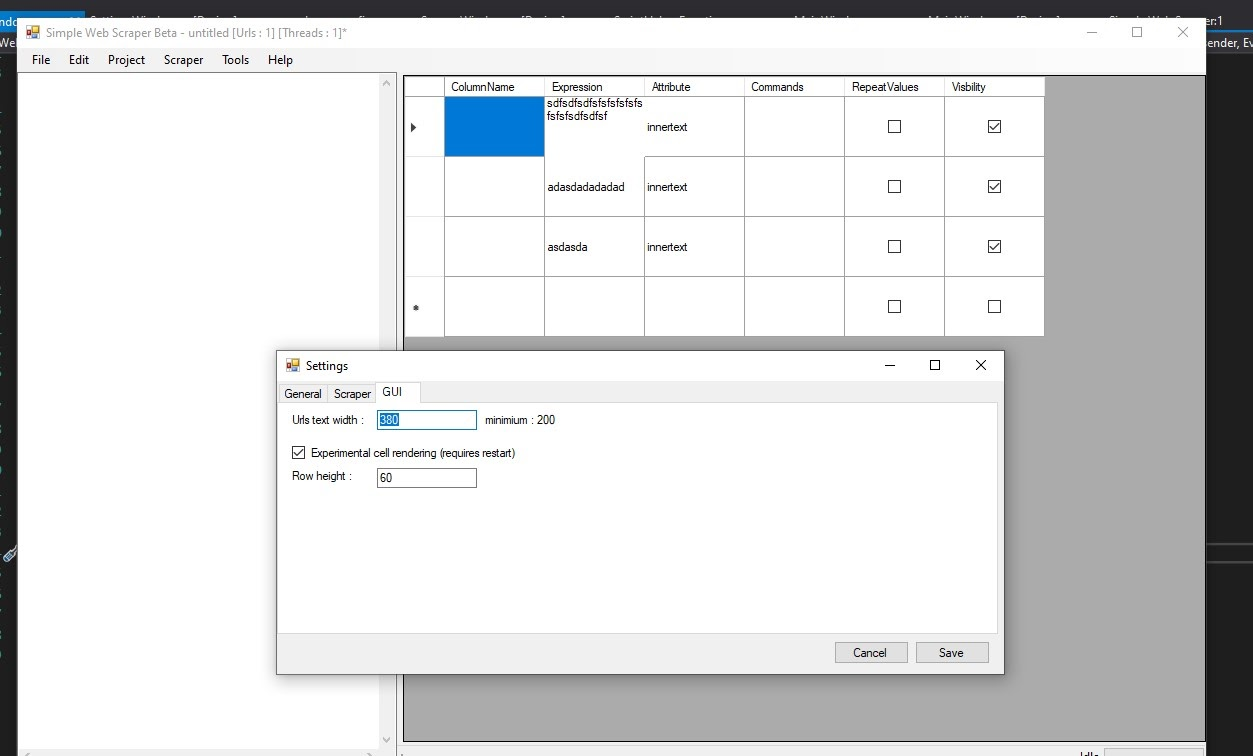 Simple Web Scraper Beta - untitled [Urls : 1] [Threads : 1]*
File Edit Project Scraper Tools Help
ColumnName Expression Attribute Commands RepeatValues Visbility
sdfsdfsdfsfsfsfsfsfs
fsfsfsdfsdfsf
innertext
adasdadadadad innertext
asdasda innertext
*
Settings
General Scraper GUI
Urls text width : 380 minimium : 200
Experimental cell rendering (requires restart)
Row height : 60
Cancel Save